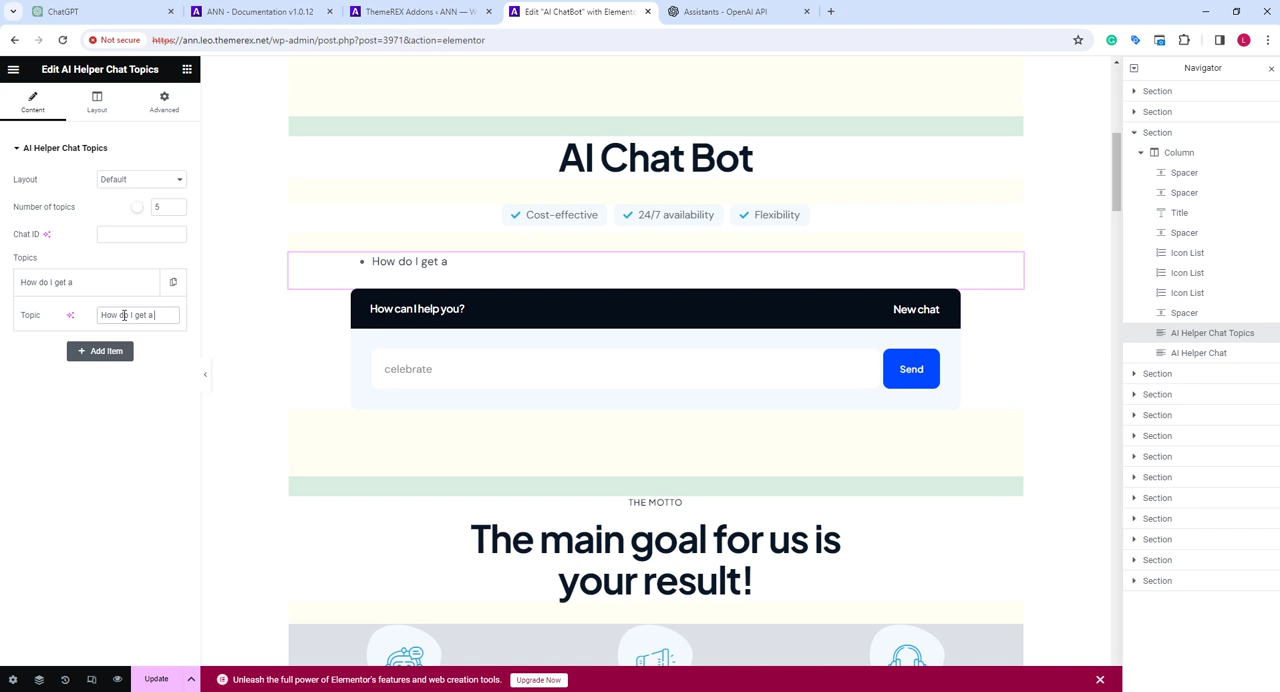 ChatGPT
ANN - Documentation v1.0.12
ThemeREX Addons ‹ ANN — W
Edit "AI ChatBot" with Elemento
Assistants - OpenAI API
Not secure
https://ann.leo.themerex.net/wp-admin/post.php?post=3971&action=elementor
L
Edit AI Helper Chat Topics
Content
Layout
Advanced
AI Helper Chat Topics
Layout
Default
Number of topics
5
Chat ID
Topics
How do I get a
Topic
How do I get a
+ Add Item
Update
AI Chat Bot
Cost-effective
24/7 availability
Flexibility
How do I get a
How can I help you?
New chat
celebrate
Send
THE MOTTO
The main goal for us is
your result!
Unleash the full power of Elementor's features and web creation tools.
Upgrade Now
Navigator
Section
Section
Section
Column
Spacer
Spacer
Title
Spacer
Icon List
Icon List
Icon List
Spacer
AI Helper Chat Topics
AI Helper Chat
Section
Section
Section
Section
Section
Section
Section
Section
Section
Section
Section